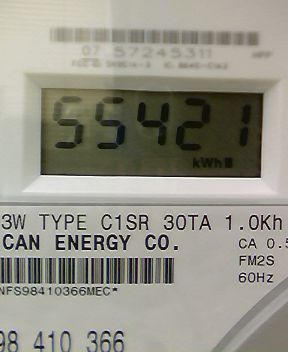 07 57245311
55421
kWh
3W TYPE C1SR 30TA 1.0Kh
CAN ENERGY CO.
CA 0.5
FM2S
60Hz
NFS98410366MEC*
98 410 366